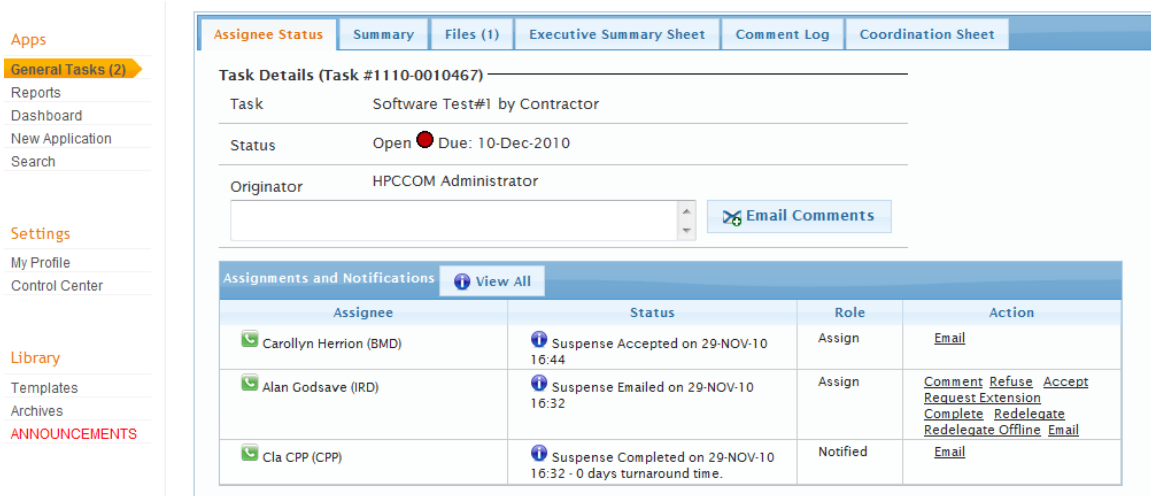 Apps
General Tasks (2)
Reports
Dashboard
New Application
Search
Settings
My Profile
Control Center
Library
Templates
Archives
ANNOUNCEMENTS
Assignee Status Summary Files (1) Executive Summary Sheet Comment Log Coordination Sheet
Task Details (Task #1110-0010467)
Task Software Test#1 by Contractor
Status Open Due: 10-Dec-2010
Originator HPCCOM Administrator
Email Comments
Assignments and Notifications View All
Assignee Status Role Action
Carollyn Herrion (BMD) Suspense Accepted on 29-NOV-10 Assign Email
16:44
Alan Godsave (IRD) Suspense Emailed on 29-NOV-10 Assign Comment Refuse Accept
16:32 Request Extension
Complete Redelegate
Redelegate Offline Email
Cla CPP (CPP) Suspense Completed on 29-NOV-10 Notified Email
16:32 - 0 days turnaround time.